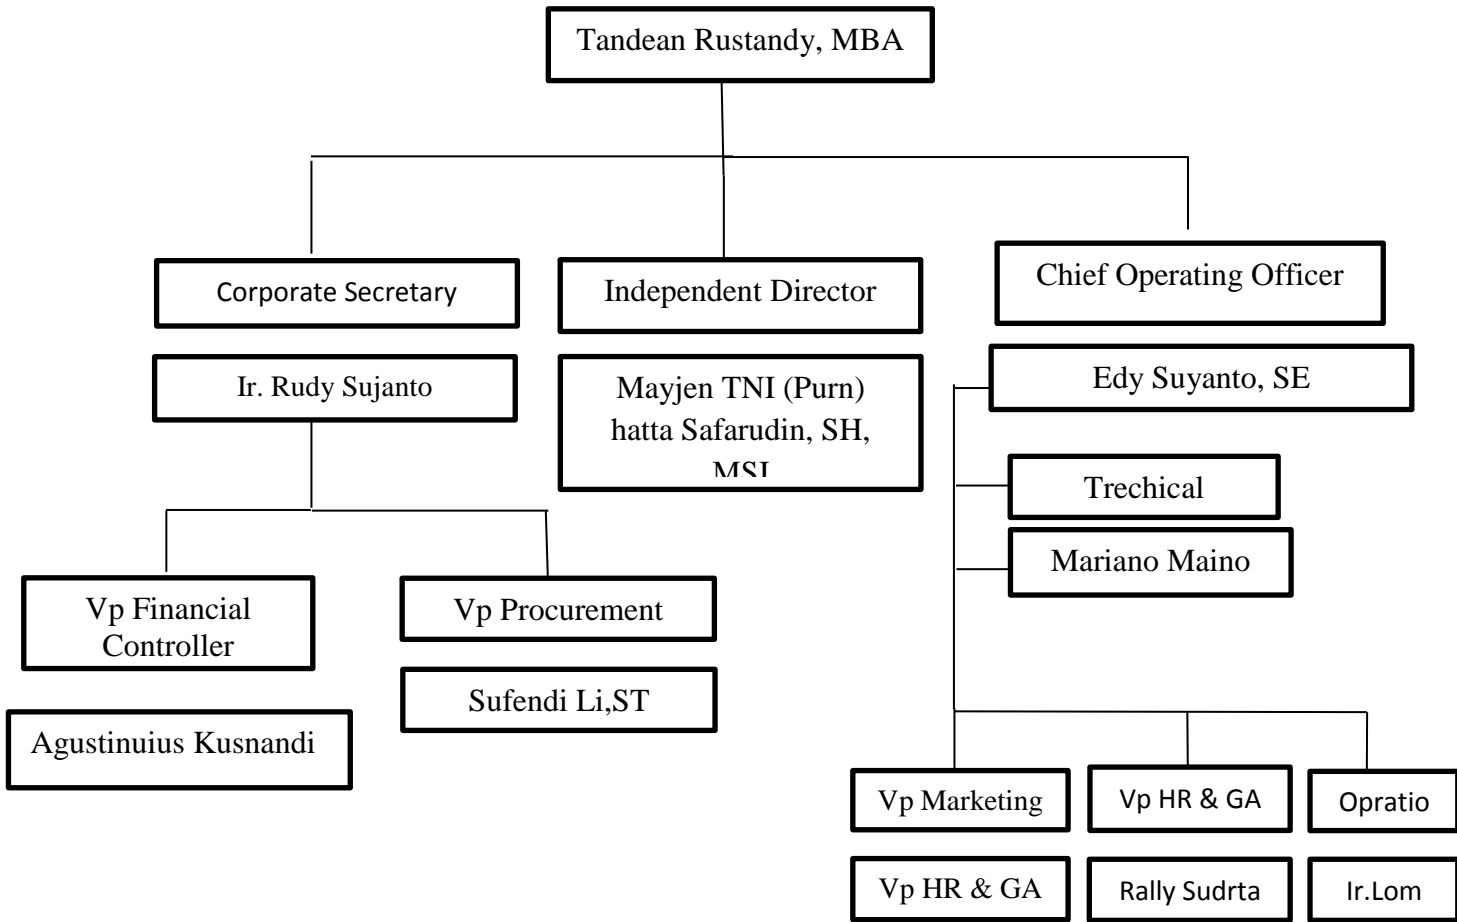 Tandean Rustandy, MBA
Corporate Secretary
Independent Director
Chief Operating Officer
Ir. Rudy Sujanto
Mayjen TNI (Purn)
hatta Safarudin, SH,
MSI
Edy Suyanto, SE
Trechical
Mariano Maino
Vp Financial
Controller
Vp Procurement
Agustinuius Kusnandi
Sufendi Li,ST
Vp Marketing
Vp HR & GA
Opratio
Vp HR & GA
Rally Sudrta
Ir.Lom